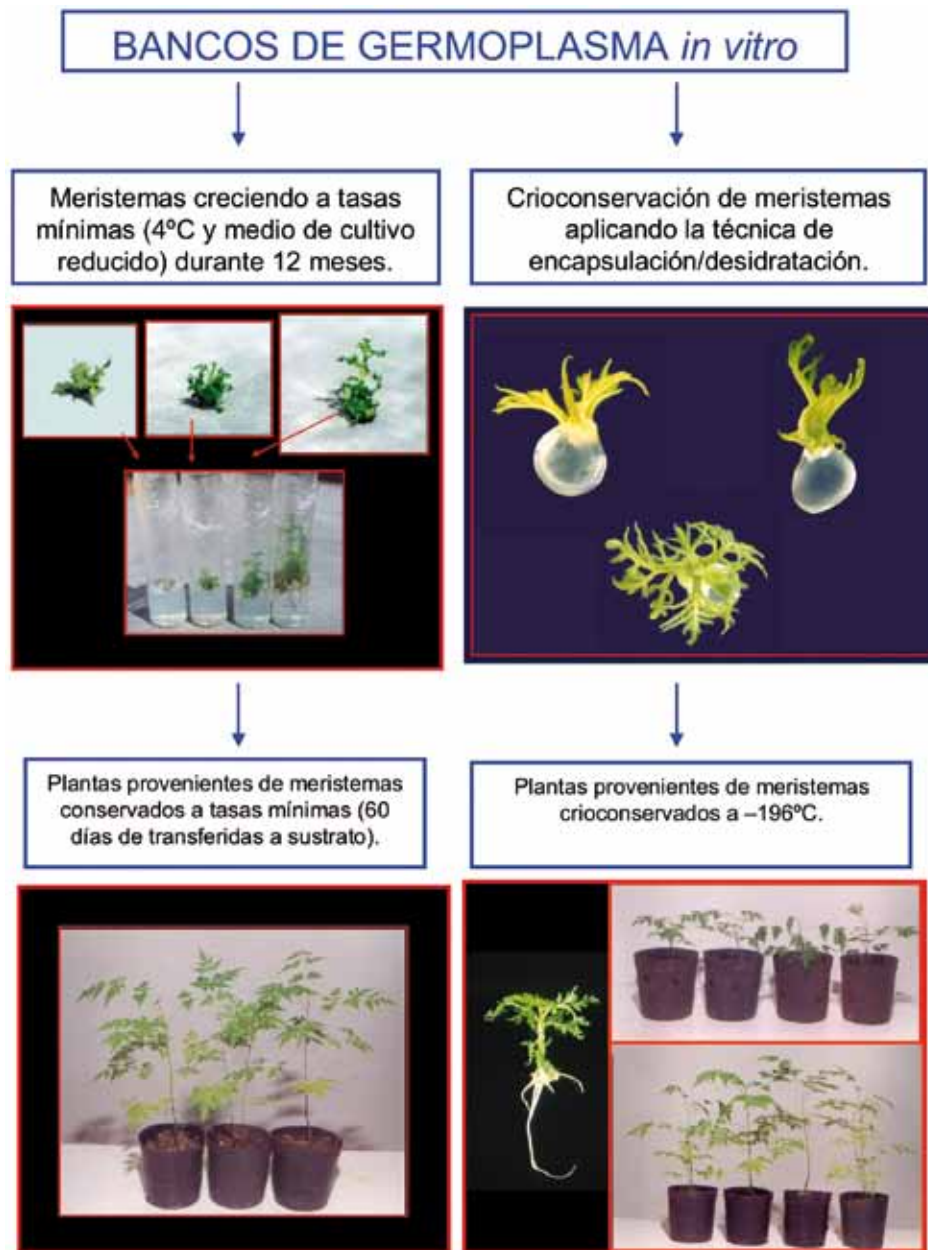 BANCOS DE GERMOPLASMA in vitro
Meristemas creciendo a tasas
mínimas (4ºC y medio de cultivo
reducido) durante 12 meses.
Crioconservación de meristemas
aplicando la técnica de
encapsulación/desidratación.
Plantas provenientes de meristemas
conservados a tasas mínimas (60
días de transferidas a sustrato).
Plantas provenientes de meristemas
crioconservados a –196ºC.